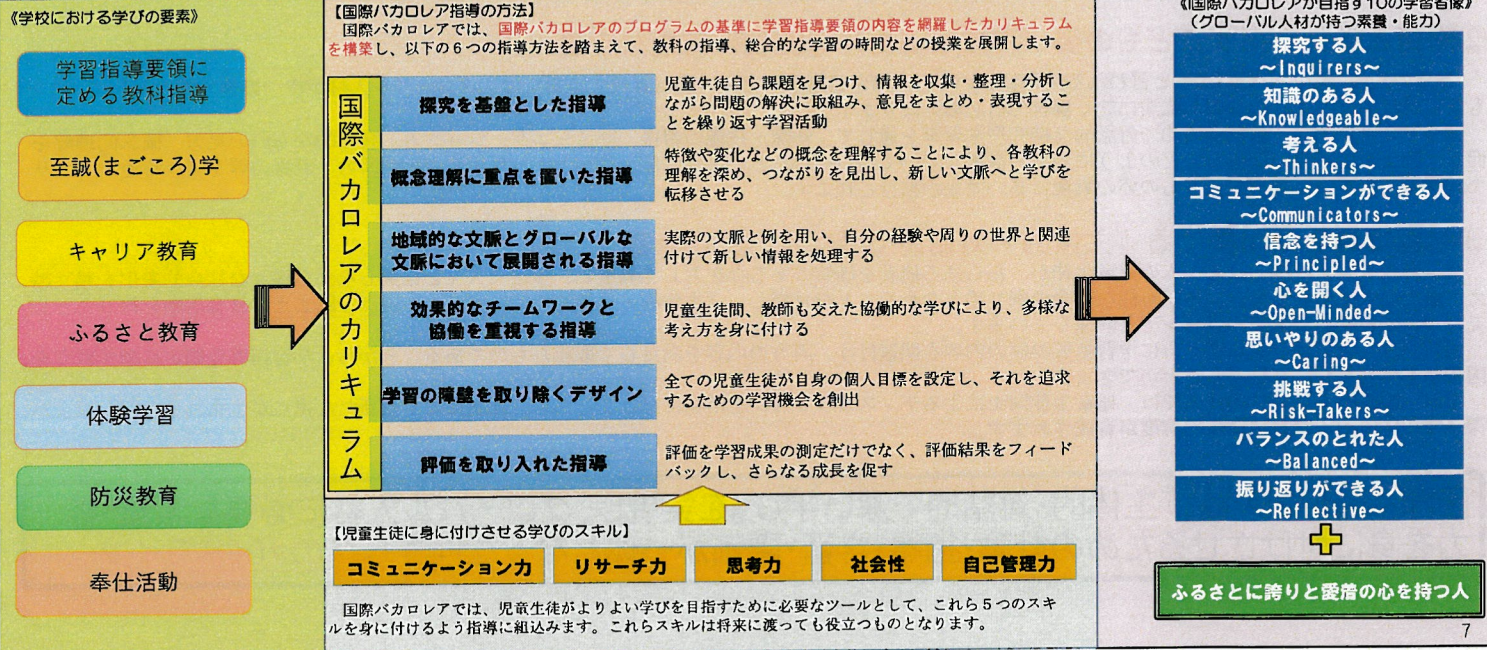 《学校における学びの要素》
学習指導要領に
定める教科指導
至誠(まごころ)学
キャリア教育
ふるさと教育
体験学習
防災教育
奉仕活動
【国際バカロレア指導の方法】
国際バカロレアでは、国際バカロレアのプログラムの基準に学習指導要領の内容を網羅したカリキュラム
を構築し、以下の6つの指導方法を踏まえて、教科の指導、総合的な学習の時間などの授業を展開します。
国際バカロレアのカリキュラム
探究を基盤とした指導
児童生徒自ら課題を見つけ、情報を収集・整理・分析し
ながら問題の解決に取組み、意見をまとめ・表現するこ
とを繰り返す学習活動
概念理解に重点を置いた指導
特徴や変化などの概念を理解することにより、各教科の
理解を深め、つながりを見出し、新しい文脈へと学びを
転移させる
地域的な文脈とグローバルな
文脈において展開される指導
実際の文脈と例を用い、自分の経験や周りの世界と関連
付けて新しい情報を処理する
効果的なチームワークと
協働を重視する指導
児童生徒間、教師も交えた協働的な学びにより、多様な
考え方を身に付ける
学習の障壁を取り除くデザイン
全ての児童生徒が自身の個人目標を設定し、それを追求
するための学習機会を創出
評価を取り入れた指導
評価を学習成果の測定だけでなく、評価結果をフィード
バックし、さらなる成長を促す
【児童生徒に身に付けさせる学びのスキル】
コミュニケーション力
リサーチ力
思考力
社会性
自己管理力
国際バカロレアでは、児童生徒がよりよい学びを目指すために必要なツールとして、これら5つのスキ
ルを身に付けるよう指導に組込みます。これらスキルは将来に渡っても役立つものとなります。
《国際バカロレアが目指す10の学習者像》
(グローバル人材が持つ素養・能力)
探究する人
～Inquirers～
知識のある人
～Knowledgeable～
考える人
～Thinkers～
コミュニケーションができる人
～Communicators～
信念を持つ人
～Principled～
心を開く人
～Open-Minded～
思いやりのある人
～Caring～
挑戦する人
～Risk-Takers～
バランスのとれた人
～Balanced～
振り返りができる人
～Reflective～
ふるさとに誇りと愛着の心を持つ人
7